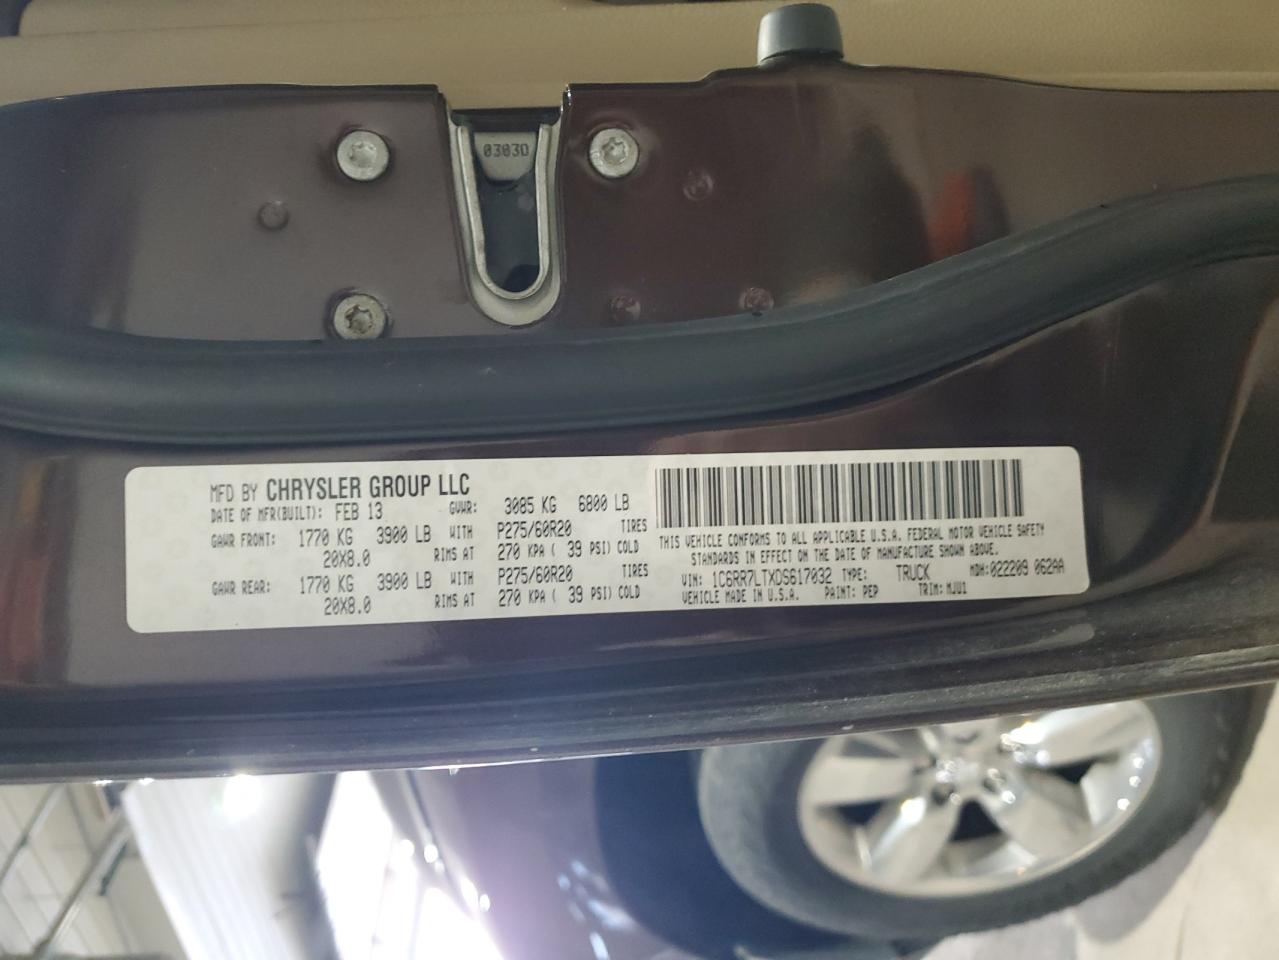 0303D
MFD BY CHRYSLER GROUP LLC
DATE OF MFR(BUILT): FEB 13 GVWR: 3085 KG 6800 LB
GAWR FRONT: 1770 KG 3900 LB WITH P275/60R20 TIRES
20X8.0 RIMS AT 270 KPA ( 39 PSI) COLD
GAWR REAR: 1770 KG 3900 LB WITH P275/60R20 TIRES
20X8.0 RIMS AT 270 KPA ( 39 PSI) COLD
THIS VEHICLE CONFORMS TO ALL APPLICABLE U.S.A. FEDERAL MOTOR VEHICLE SAFETY
STANDARDS IN EFFECT ON THE DATE OF MANUFACTURE SHOWN ABOVE.
VIN: 1C6RR7LTXDS617032 TYPE: TRUCK MDH:022209 062AA
VEHICLE MADE IN U.S.A. PAINT: PEP TRIM: MJU1